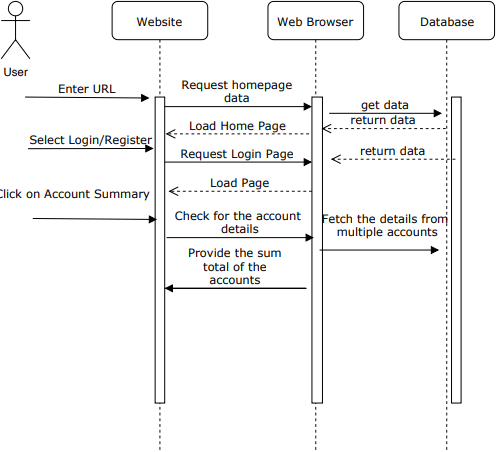 Website
Web Browser
Database
User
Enter URL
Request homepage
data
get data
return data
Load Home Page
Select Login/Register
Request Login Page
return data
Load Page
Click on Account Summary
Check for the account
details
Fetch the details from
multiple accounts
Provide the sum
total of the
accounts